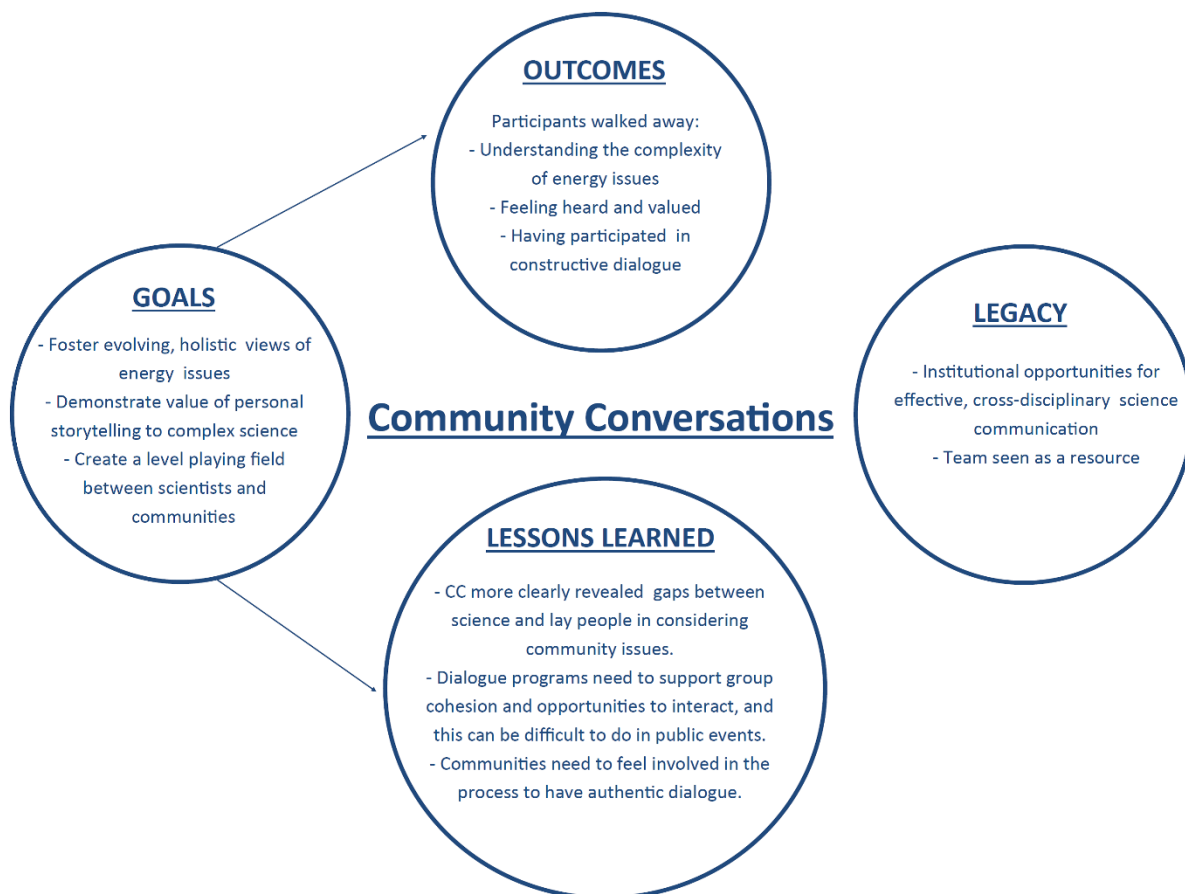 OUTCOMES
Participants walked away:
- Understanding the complexity
of energy issues
- Feeling heard and valued
- Having participated in
constructive dialogue
GOALS
- Foster evolving, holistic views of
energy issues
- Demonstrate value of personal
storytelling to complex science
- Create a level playing field
between scientists and
communities
Community Conversations
LEGACY
- Institutional opportunities for
effective, cross-disciplinary science
communication
- Team seen as a resource
LESSONS LEARNED
- CC more clearly revealed gaps between
science and lay people in considering
community issues.
- Dialogue programs need to support group
cohesion and opportunities to interact, and
this can be difficult to do in public events.
- Communities need to feel involved in the
process to have authentic dialogue.